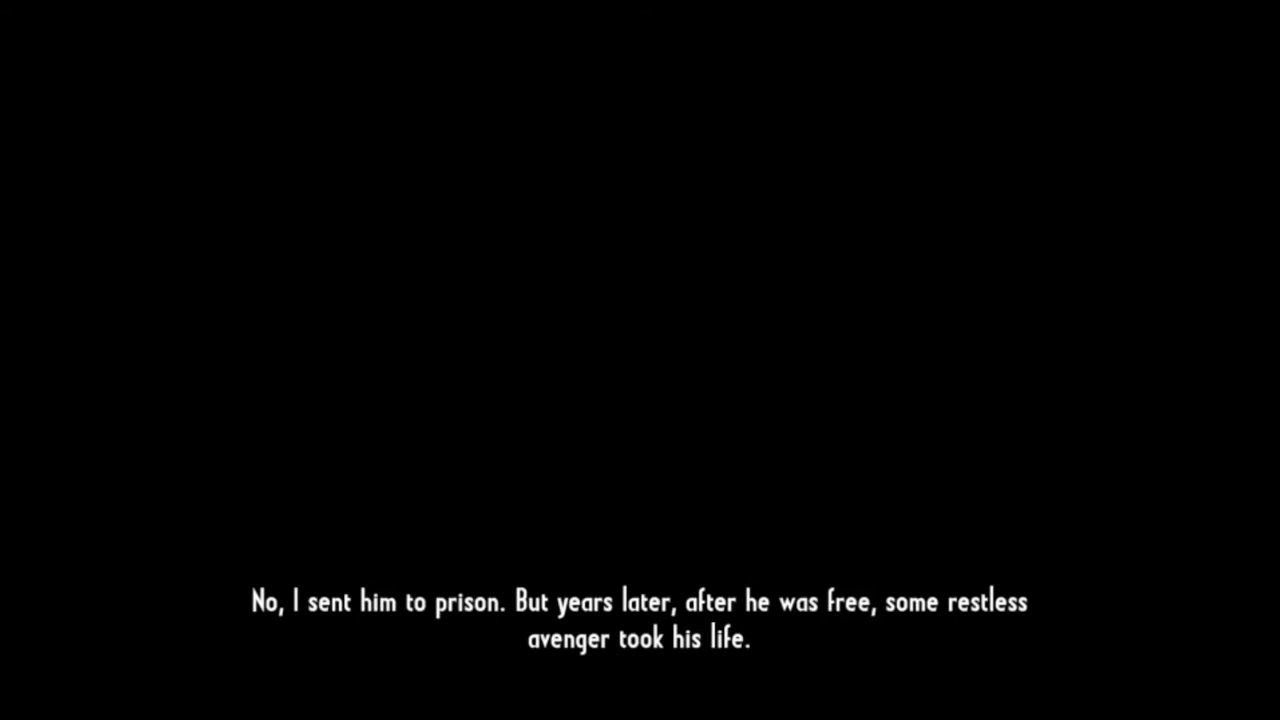 No, I sent him to prison. But years later, after he was free, some restless
avenger took his life.